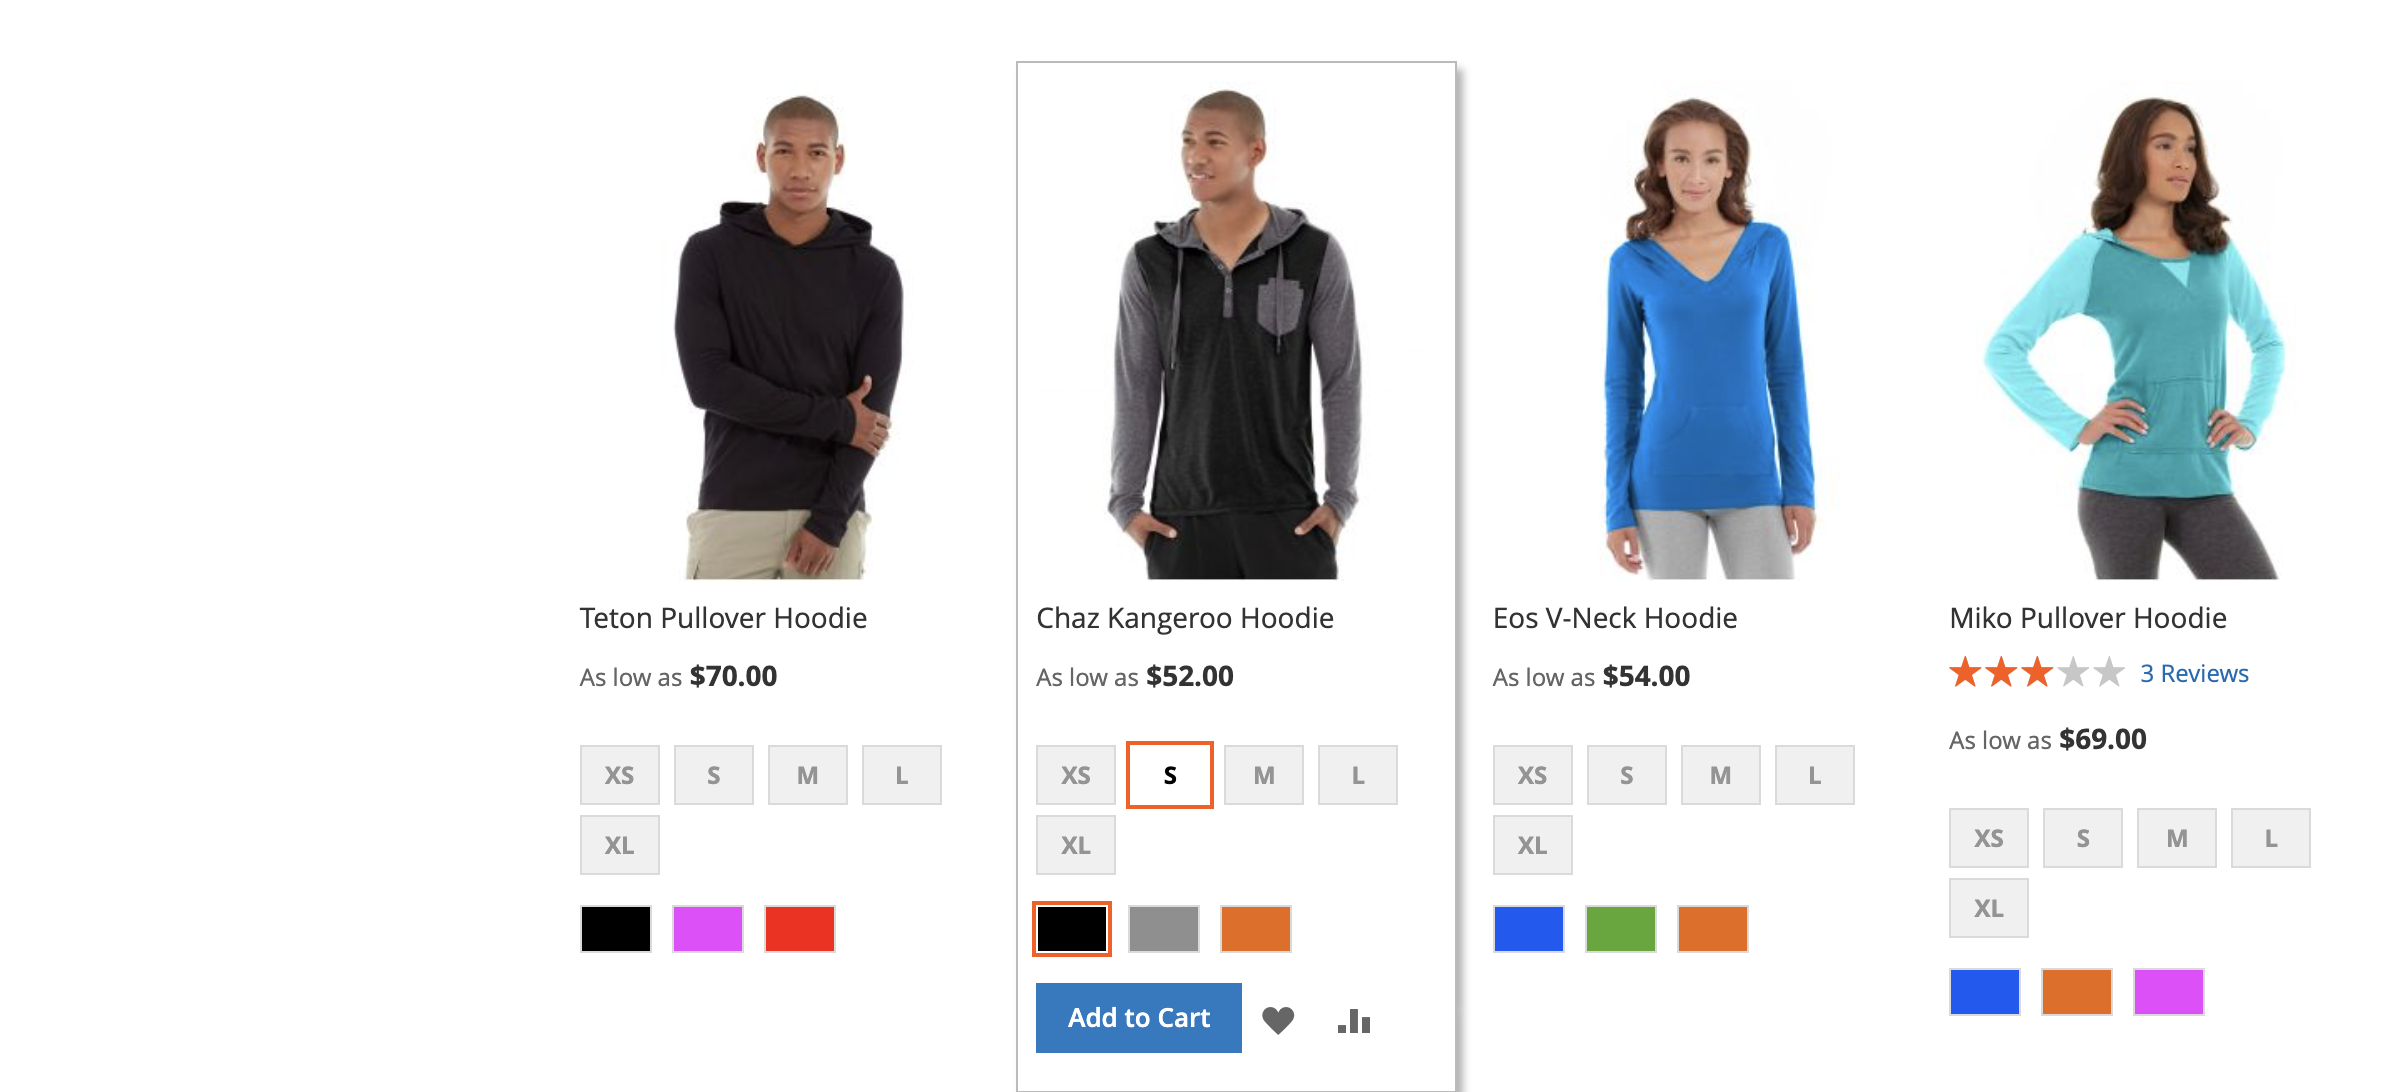 Teton Pullover Hoodie
As low as $70.00
XS S M L
XL
Chaz Kangeroo Hoodie
As low as $52.00
XS S M L
XL
Add to Cart
Eos V-Neck Hoodie
As low as $54.00
XS S M L
XL
Miko Pullover Hoodie
3 Reviews
As low as $69.00
XS S M L
XL